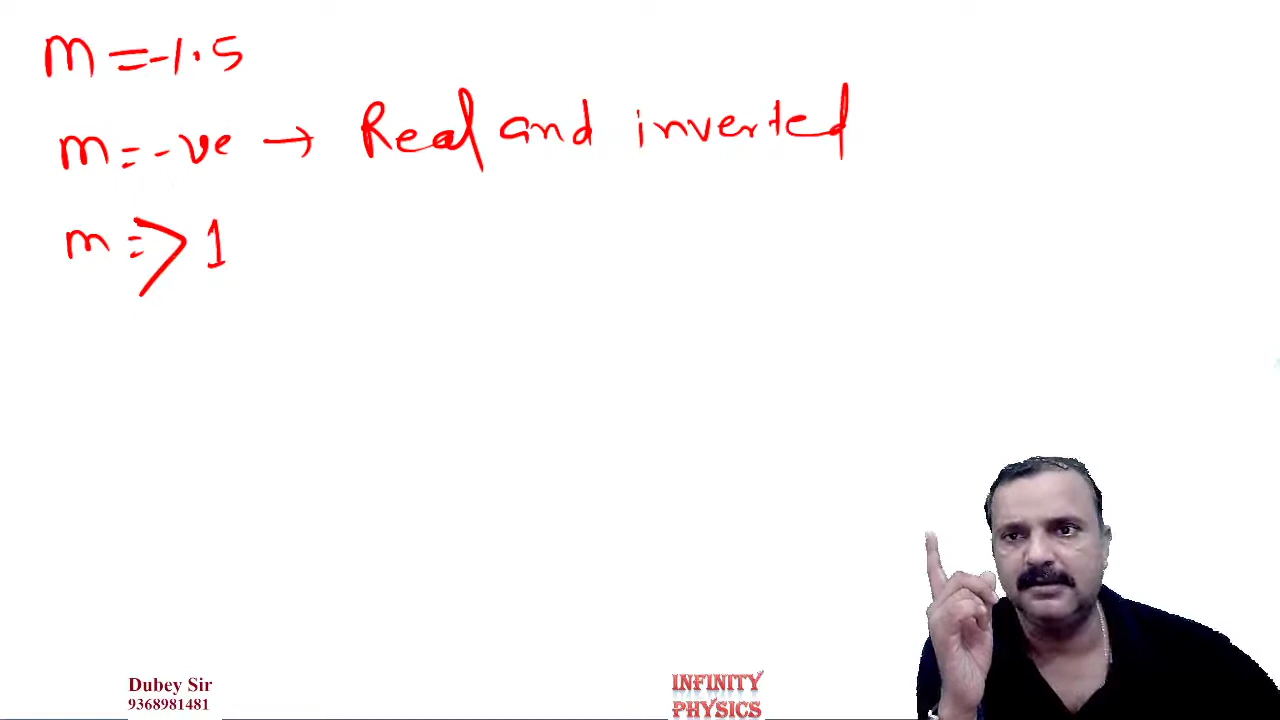 m = -1.5
m = -ve → Real and inverted
m => 1
Dubey Sir
9368981481
INFINITY
PHYSICS